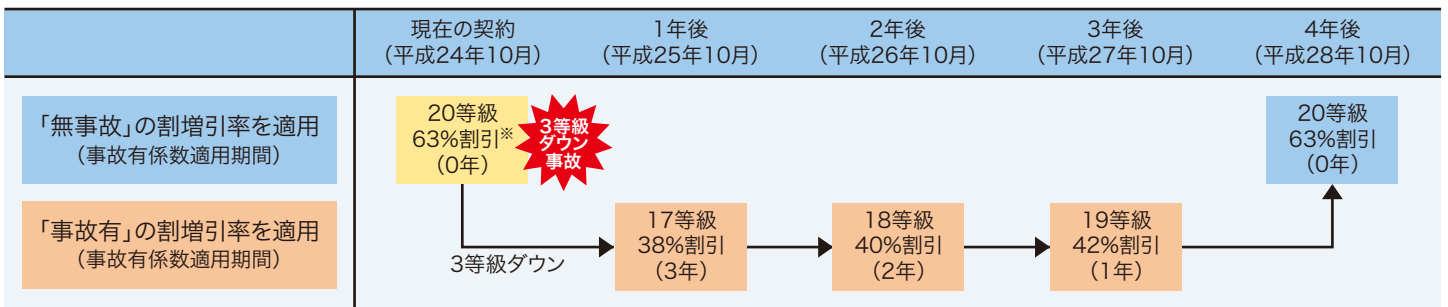 現在の契約
(平成24年10月)
1年後
(平成25年10月)
2年後
(平成26年10月)
3年後
(平成27年10月)
4年後
(平成28年10月)
「無事故」の割増引率を適用
(事故有係数適用期間)
20等級
63%割引※
(0年)
3等級
ダウン
事故
20等級
63%割引
(0年)
「事故有」の割増引率を適用
(事故有係数適用期間)
3等級ダウン
17等級
38%割引
(3年)
18等級
40%割引
(2年)
19等級
42%割引
(1年)